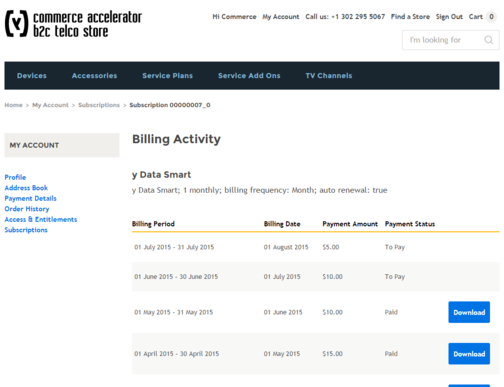 commerce accelerator
b2c telco store
Hi Commerce My Account Call us: +1 302 295 5067 Find a Store Sign Out Cart 0
I'm looking for
Devices Accessories Service Plans Service Add Ons TV Channels
Home > My Account > Subscriptions > Subscription 00000007_0
MY ACCOUNT
Profile
Address Book
Payment Details
Order History
Access & Entitlements
Subscriptions
Billing Activity
y Data Smart
y Data Smart; 1 monthly; billing frequency: Month; auto renewal: true
Billing Period Billing Date Payment Amount Payment Status
01 July 2015 - 31 July 2015 01 August 2015 $5.00 To Pay
01 June 2015 - 30 June 2015 01 July 2015 $10.00 To Pay
01 May 2015 - 31 May 2015 01 June 2015 $10.00 Paid Download
01 April 2015 - 30 April 2015 01 May 2015 $15.00 Paid Download